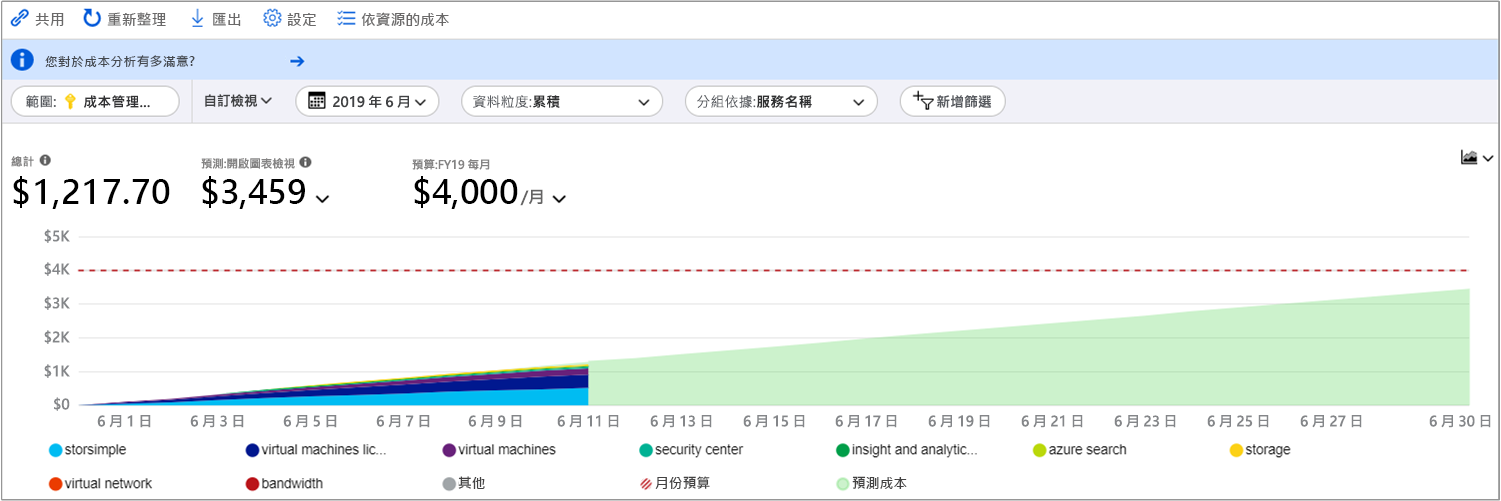 共用 重新整理 匯出 設定 依資源的成本
您對於成本分析有多滿意?
範圍: 成本管理... 自訂檢視 2019 年 6 月 資料粒度:累積 分組依據:服務名稱 新增篩選
總計 預測:開啟圖表檢視 預算:FY19 每月
$1,217.70 $3,459 $4,000/月
$5K
$4K
$3K
$2K
$1K
$0
6 月 1 日 6 月 3 日 6 月 5 日 6 月 7 日 6 月 9 日 6 月 11 日 6 月 13 日 6 月 15 日 6 月 17 日 6 月 19 日 6 月 21 日 6 月 23 日 6 月 25 日 6 月 27 日 6 月 30 日
storsimple virtual machines lic... virtual machines security center insight and analytic... azure search storage
virtual network bandwidth 其他 月份預算 預測成本